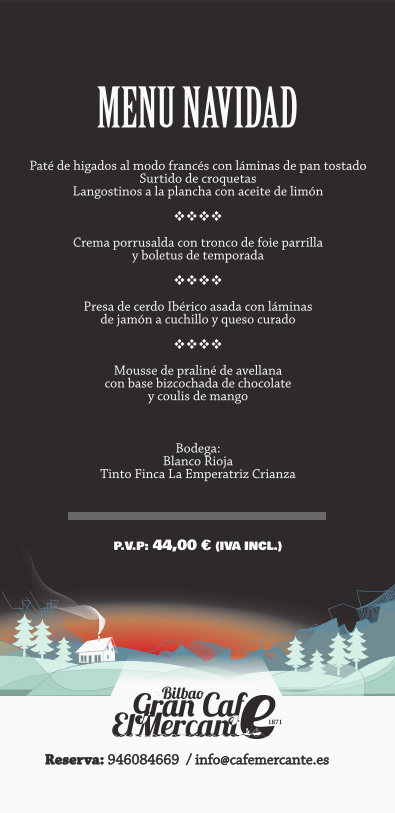 MENU NAVIDAD
Paté de higados al modo francés con láminas de pan tostado
Surtido de croquetas
Langostinos a la plancha con aceite de limón
Crema porrusalda con tronco de foie parrilla
y boletus de temporada
Presa de cerdo Ibérico asada con láminas
de jamón a cuchillo y queso curado
Mousse de praliné de avellana
con base bizcochada de chocolate
y coulis de mango
Bodega:
Blanco Rioja
Tinto Finca La Emperatriz Crianza
P.V.P: 44,00 € (IVA INCL.)
Bilbao
Gran Cafe
El Mercante
1871
Reserva: 946084669 / info@cafemercante.es